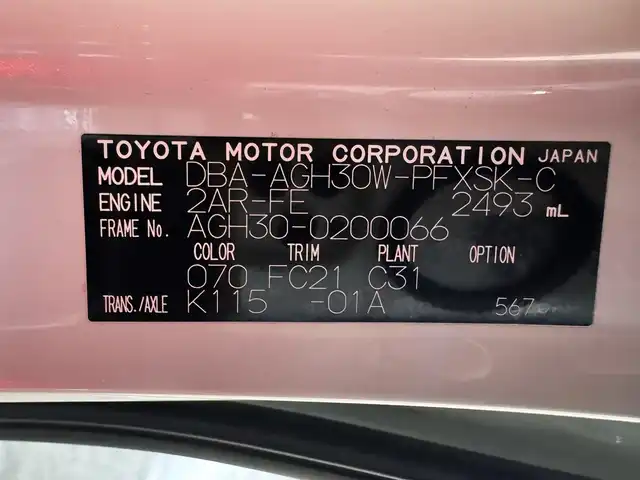 TOYOTA MOTOR CORPORATION JAPAN
MODEL DBA-AGH30W-PFXSK-C
ENGINE 2AR-FE 2493 mL
FRAME No. AGH30-0200066
COLOR TRIM PLANT OPTION
070 FC21 C31
TRANS./AXLE K115 -01A 567